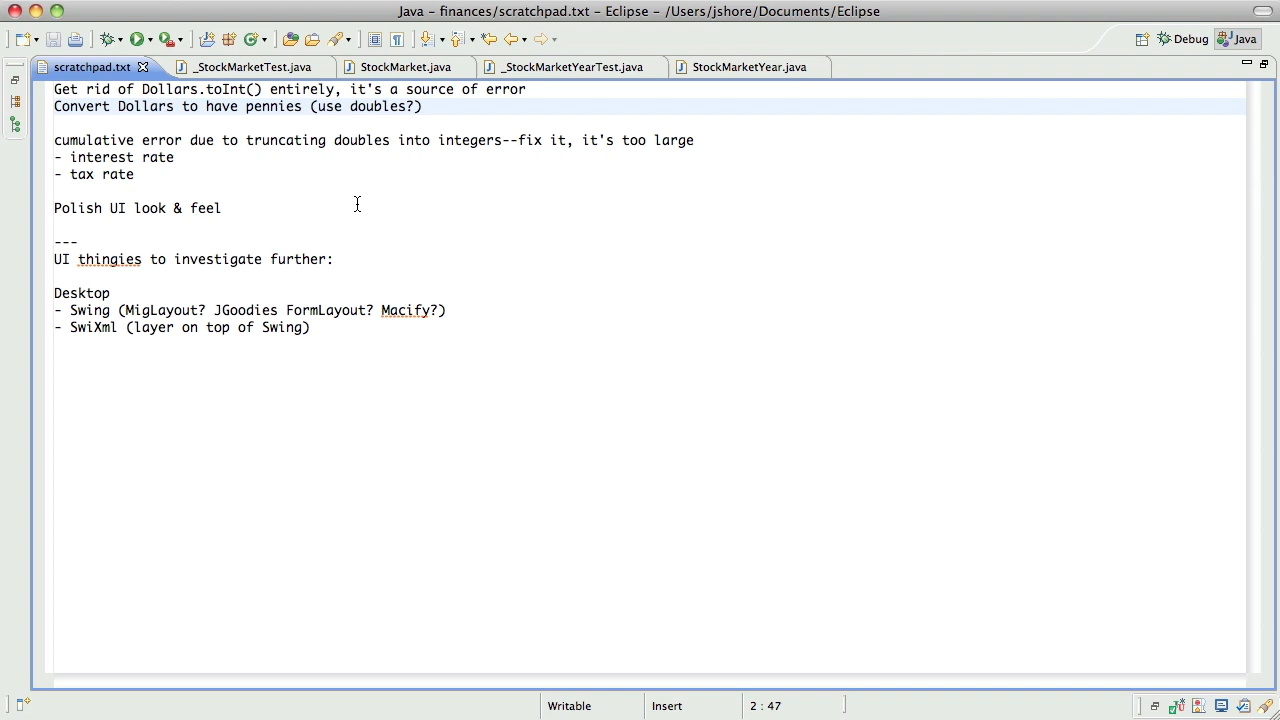 Java - finances/scratchpad.txt - Eclipse - /Users/jshore/Documents/Eclipse
Debug
Java
scratchpad.txt
_StockMarketTest.java
StockMarket.java
_StockMarketYearTest.java
StockMarketYear.java
Get rid of Dollars.toInt() entirely, it's a source of error
Convert Dollars to have pennies (use doubles?)
cumulative error due to truncating doubles into integers--fix it, it's too large
- interest rate
- tax rate
Polish UI look & feel
---
UI thingies to investigate further:
Desktop
- Swing (MigLayout? JGoodies FormLayout? Macify?)
- SwiXml (layer on top of Swing)
Writable
Insert
2 : 47